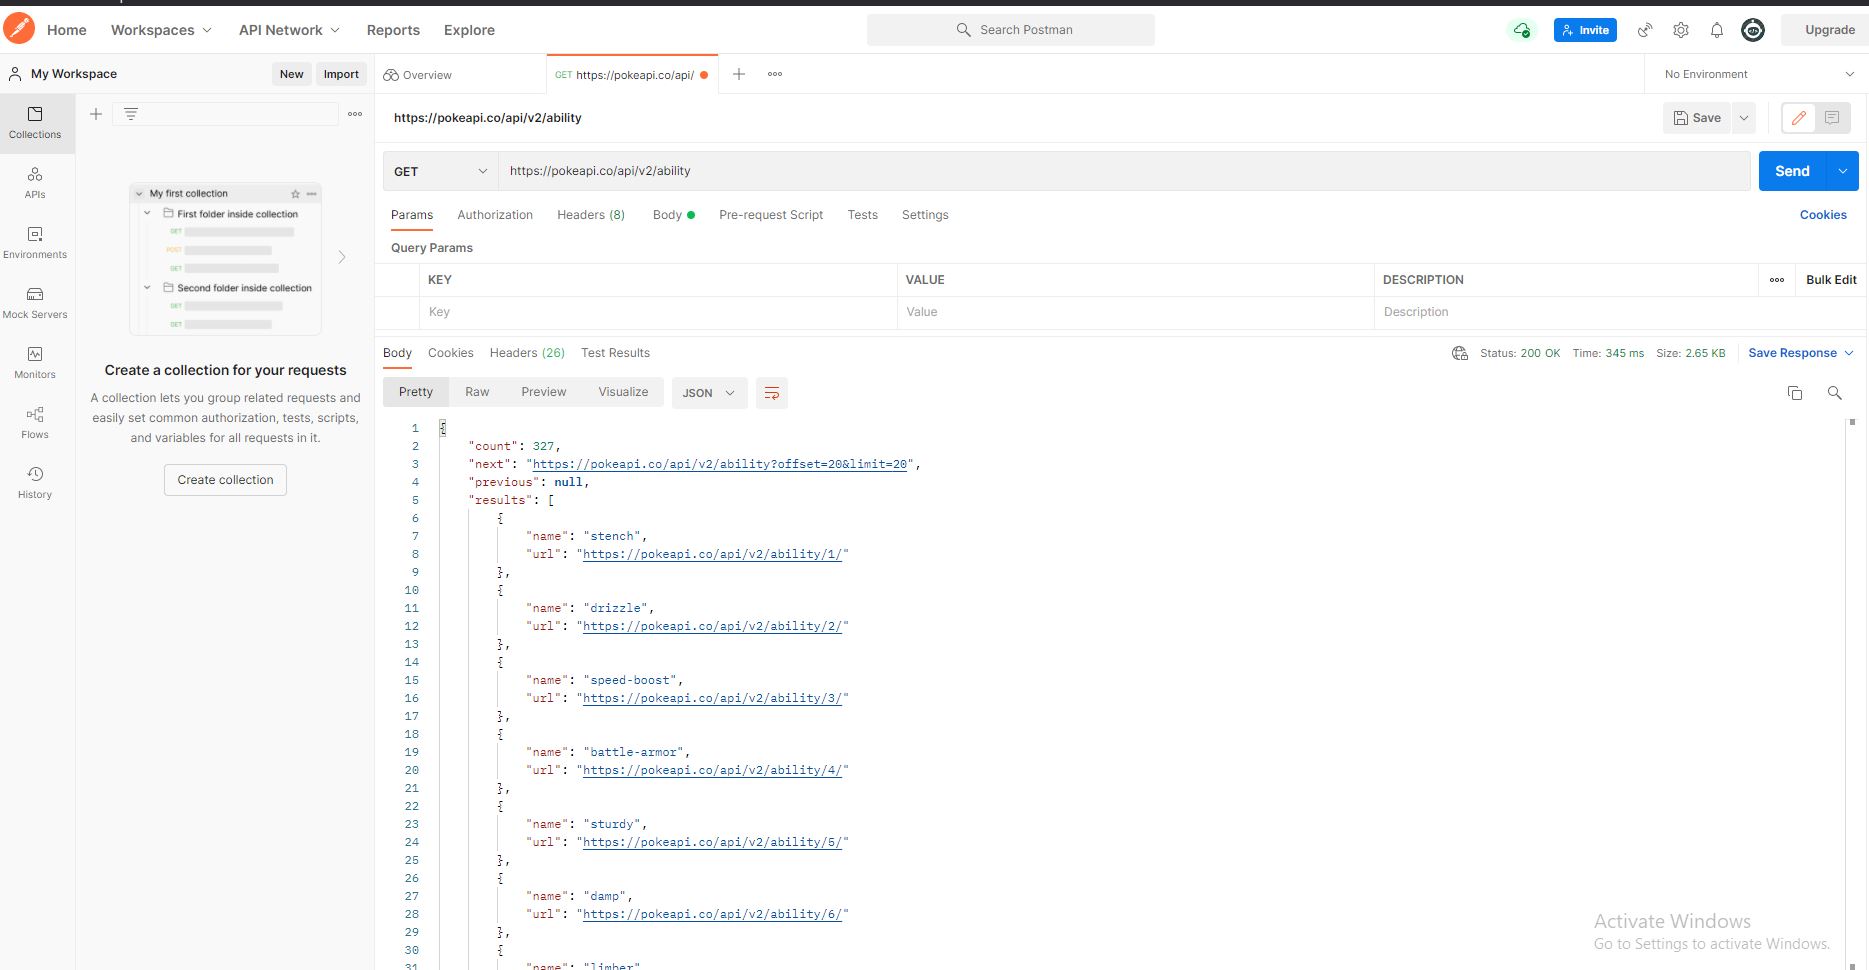 Home Workspaces API Network Reports Explore Search Postman Invite Upgrade
My Workspace New Import Overview GET https://pokeapi.co/api/ No Environment
Collections
APIs
Environments
Mock Servers
Monitors
Flows
History
My first collection
First folder inside collection
GET
POST
GET
Second folder inside collection
GET
GET
Create a collection for your requests
A collection lets you group related requests and
easily set common authorization, tests, scripts,
and variables for all requests in it.
Create collection
https://pokeapi.co/api/v2/ability Save
GET https://pokeapi.co/api/v2/ability Send
Params Authorization Headers (8) Body Pre-request Script Tests Settings Cookies
Query Params
KEY VALUE DESCRIPTION Bulk Edit
Key Value Description
Body Cookies Headers (26) Test Results Status: 200 OK Time: 345 ms Size: 2.65 KB Save Response
Pretty Raw Preview Visualize JSON
1 {
2 "count": 327,
3 "next": "https://pokeapi.co/api/v2/ability?offset=20&limit=20",
4 "previous": null,
5 "results": [
6 {
7 "name": "stench",
8 "url": "https://pokeapi.co/api/v2/ability/1/"
9 },
10 {
11 "name": "drizzle",
12 "url": "https://pokeapi.co/api/v2/ability/2/"
13 },
14 {
15 "name": "speed-boost",
16 "url": "https://pokeapi.co/api/v2/ability/3/"
17 },
18 {
19 "name": "battle-armor",
20 "url": "https://pokeapi.co/api/v2/ability/4/"
21 },
22 {
23 "name": "sturdy",
24 "url": "https://pokeapi.co/api/v2/ability/5/"
25 },
26 {
27 "name": "damp",
28 "url": "https://pokeapi.co/api/v2/ability/6/"
29 },
30 {
31 "name": "limber"
Activate Windows
Go to Settings to activate Windows.